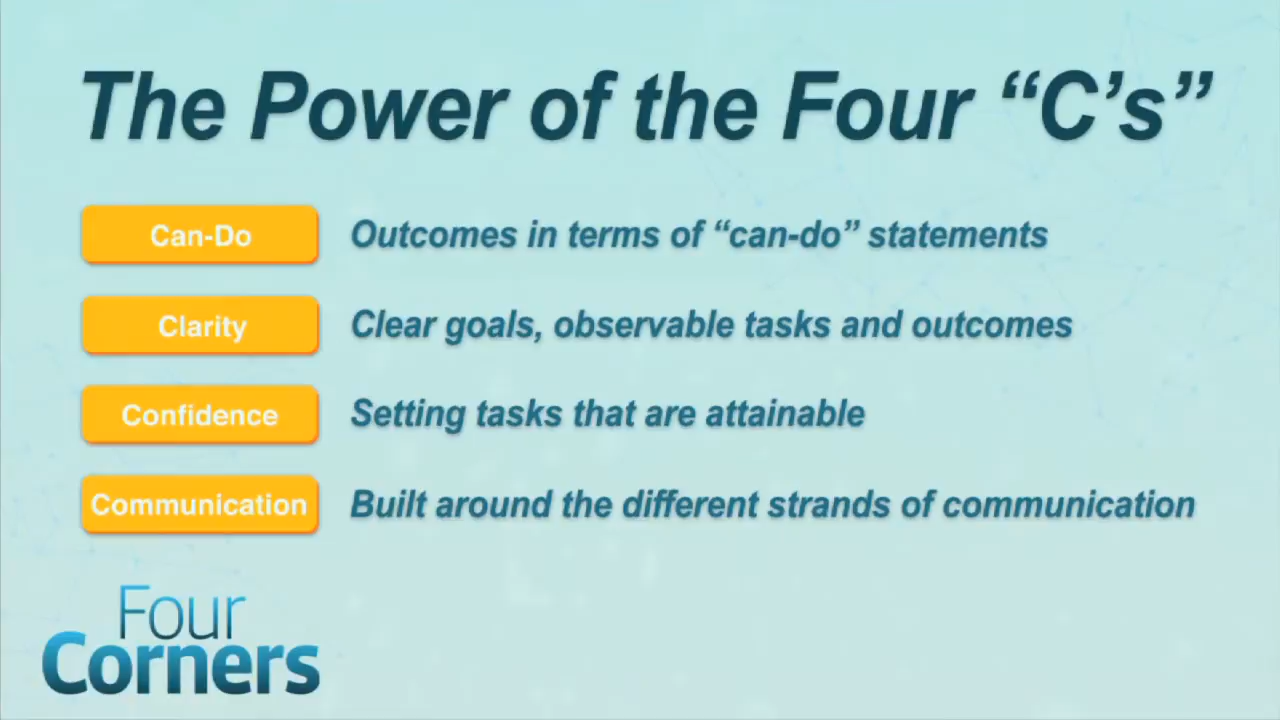 The Power of the Four “C’s”
Can-Do
Outcomes in terms of “can-do” statements
Clarity
Clear goals, observable tasks and outcomes
Confidence
Setting tasks that are attainable
Communication
Built around the different strands of communication
Four
Corners